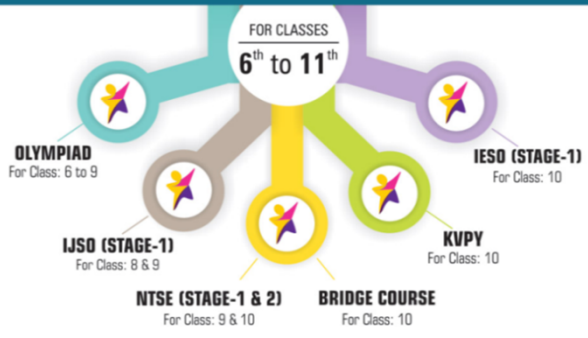 FOR CLASSES
6th to 11th
OLYMPIAD
For Class: 6 to 9
IJSO (STAGE-1)
For Class: 8 & 9
NTSE (STAGE-1 & 2)
For Class: 9 & 10
BRIDGE COURSE
For Class: 10
KVPY
For Class: 10
IESO (STAGE-1)
For Class: 10